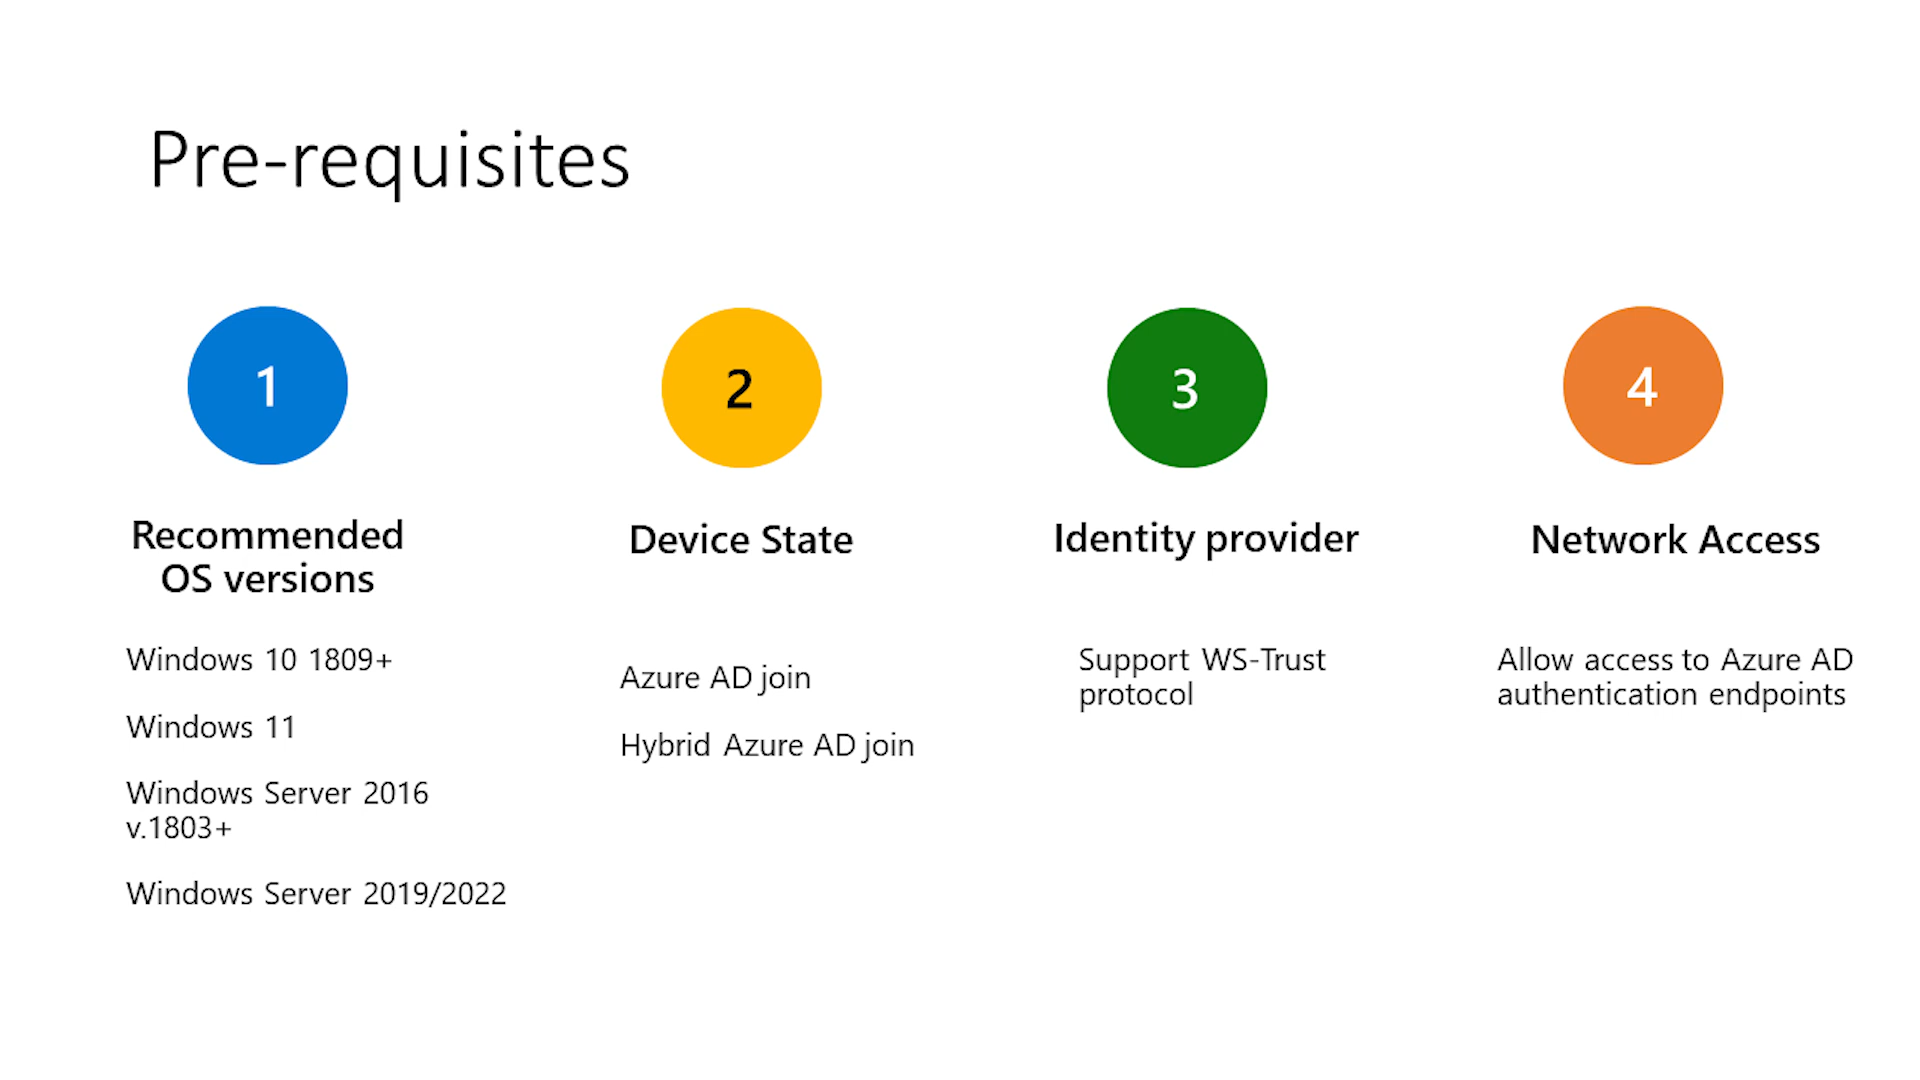 Pre-requisites
1
Recommended
OS versions
Windows 10 1809+
Windows 11
Windows Server 2016
v.1803+
Windows Server 2019/2022
2
Device State
Azure AD join
Hybrid Azure AD join
3
Identity provider
Support WS-Trust
protocol
4
Network Access
Allow access to Azure AD
authentication endpoints